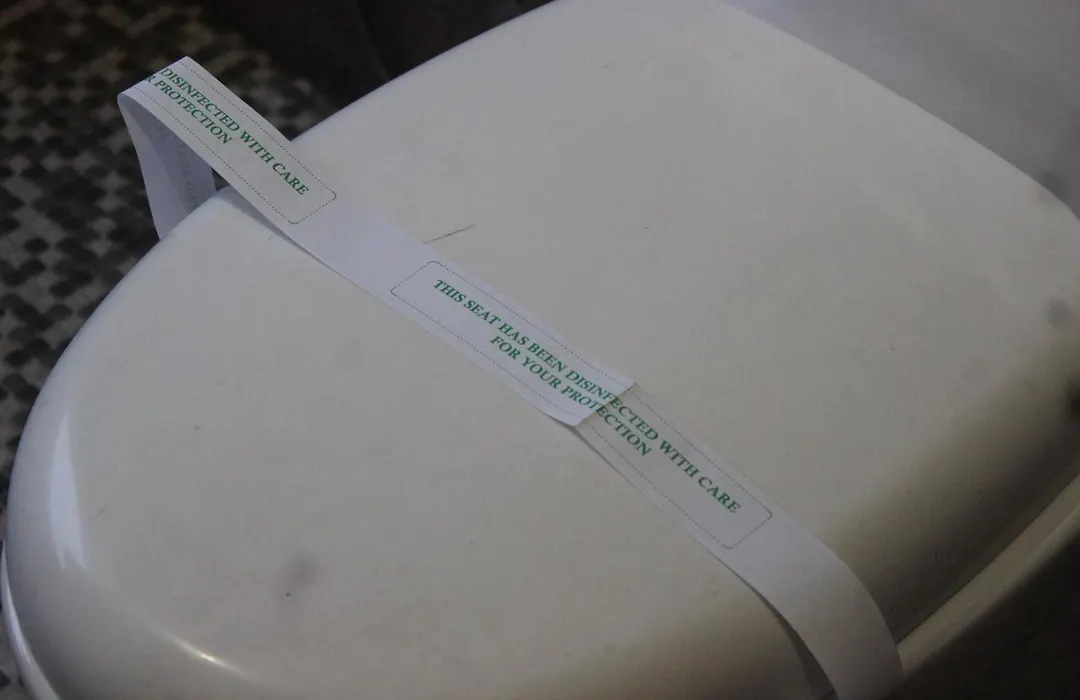 DISINFECTED WITH CARE
R PROTECTION
THIS SEAT HAS BEEN DISINFECTED WITH CARE
FOR YOUR PROTECTION